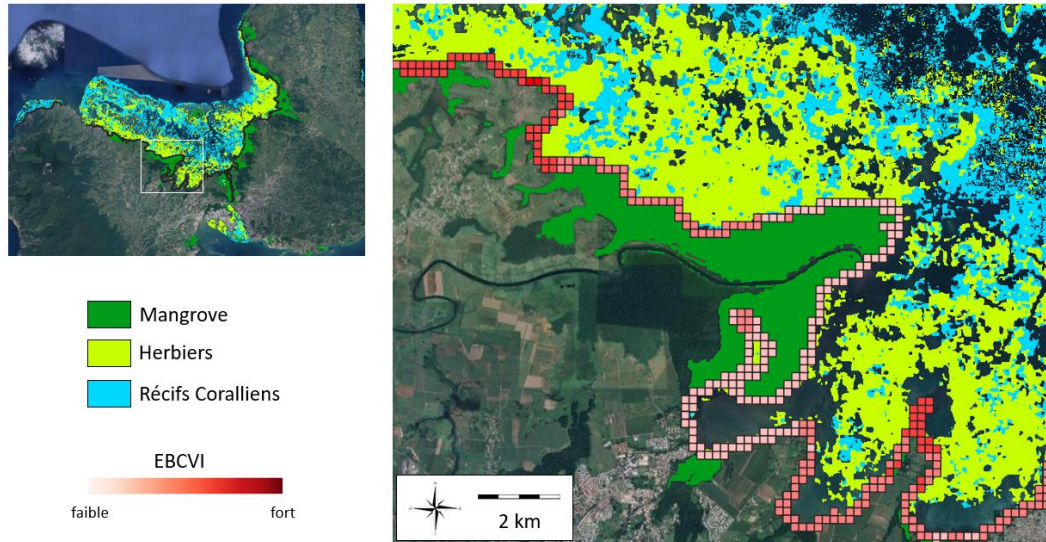 Mangrove
Herbiers
Récifs Coralliens
EBCVI
faible fort
2 km